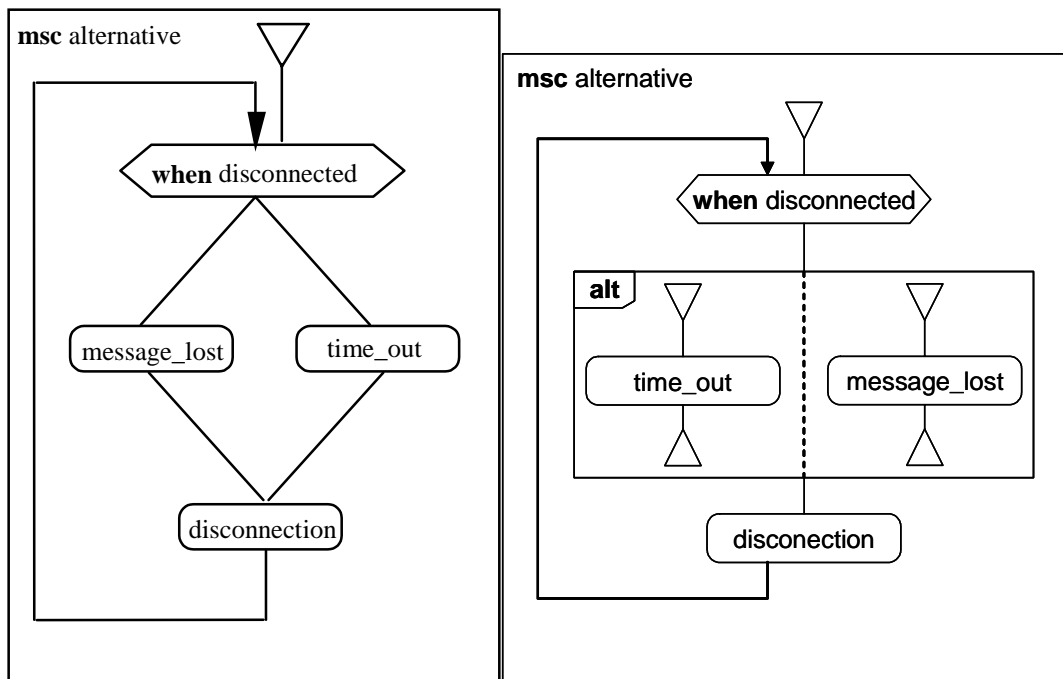 msc alternative
when disconnected
message_lost
time_out
disconnection
msc alternative
when disconnected
alt
time_out
message_lost
disconection